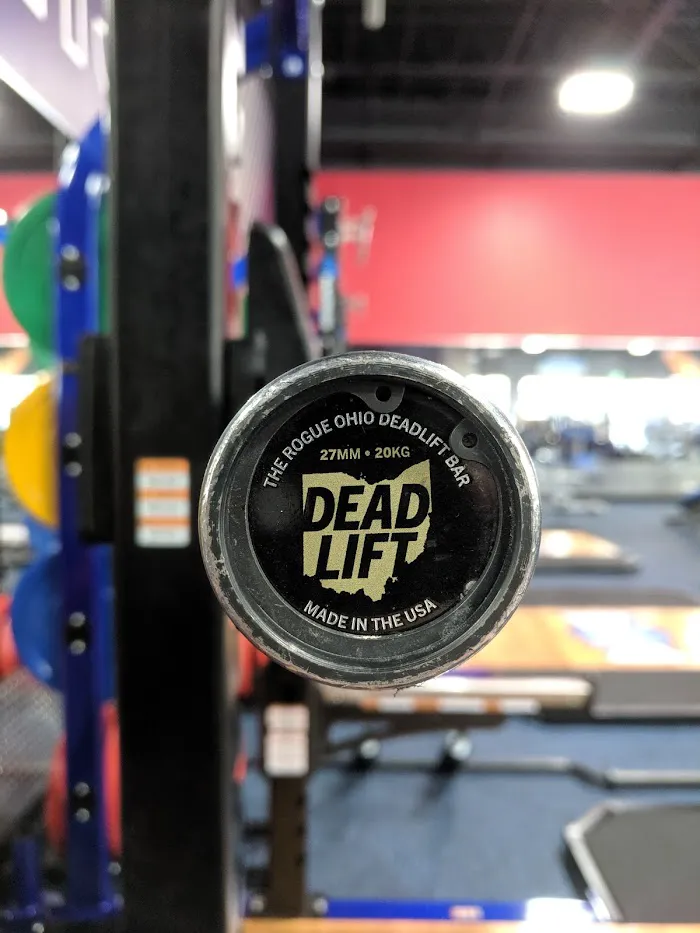 THE ROGUE OHIO DEADLIFT BAR
27MM • 20KG
DEAD
LIFT
MADE IN THE USA